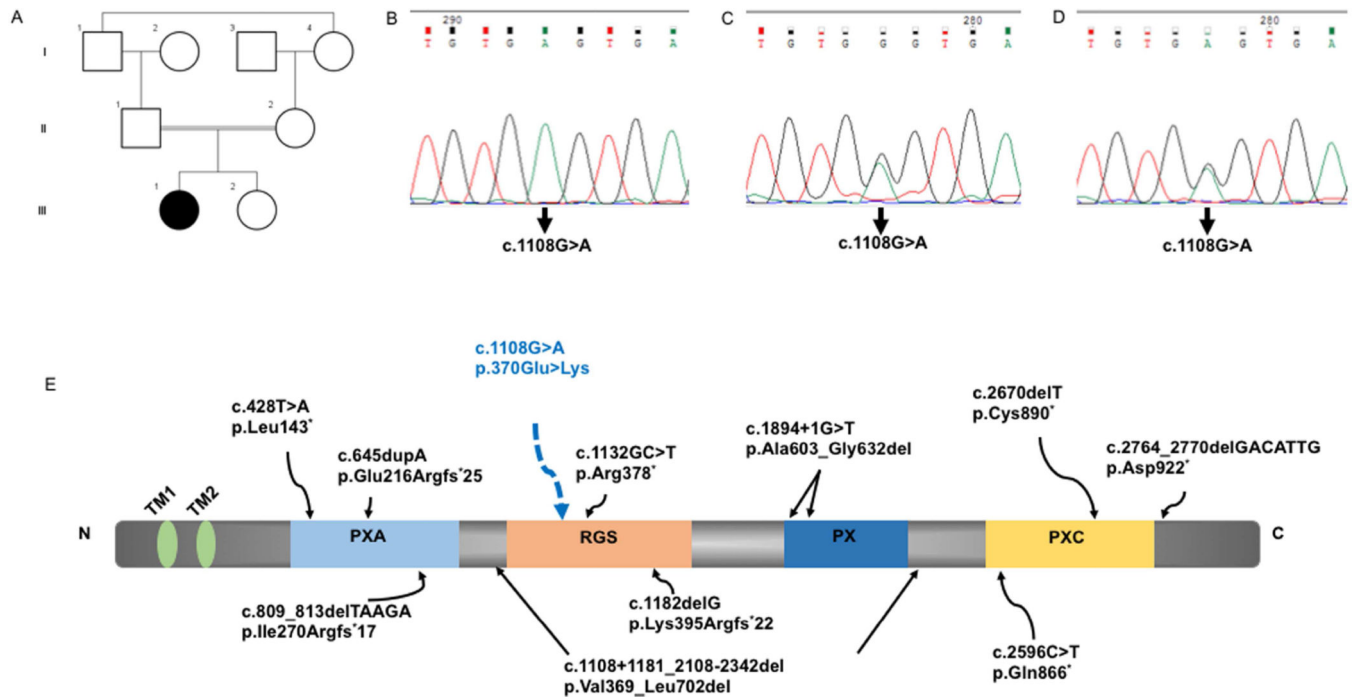 A
B
C
D
1
2
3
4
I
1
2
II
1
2
III
290
T G T G A G T G A
c.1108G>A
280
T G T G G G T G A
c.1108G>A
280
T G T G A G T G A
c.1108G>A
E
c.1108G>A
p.370Glu>Lys
c.428T>A
p.Leu143*
c.645dupA
p.Glu216Argfs*25
c.1132GC>T
p.Arg378*
c.1894+1G>T
p.Ala603_Gly632del
c.2670delT
p.Cys890*
c.2764_2770delGACATTG
p.Asp922*
TM1
TM2
N
PXA
RGS
PX
PXC
C
c.809_813delTAAGA
p.Ile270Argfs*17
c.1182delG
p.Lys395Argfs*22
c.1108+1181_2108-2342del
p.Val369_Leu702del
c.2596C>T
p.Gln866*